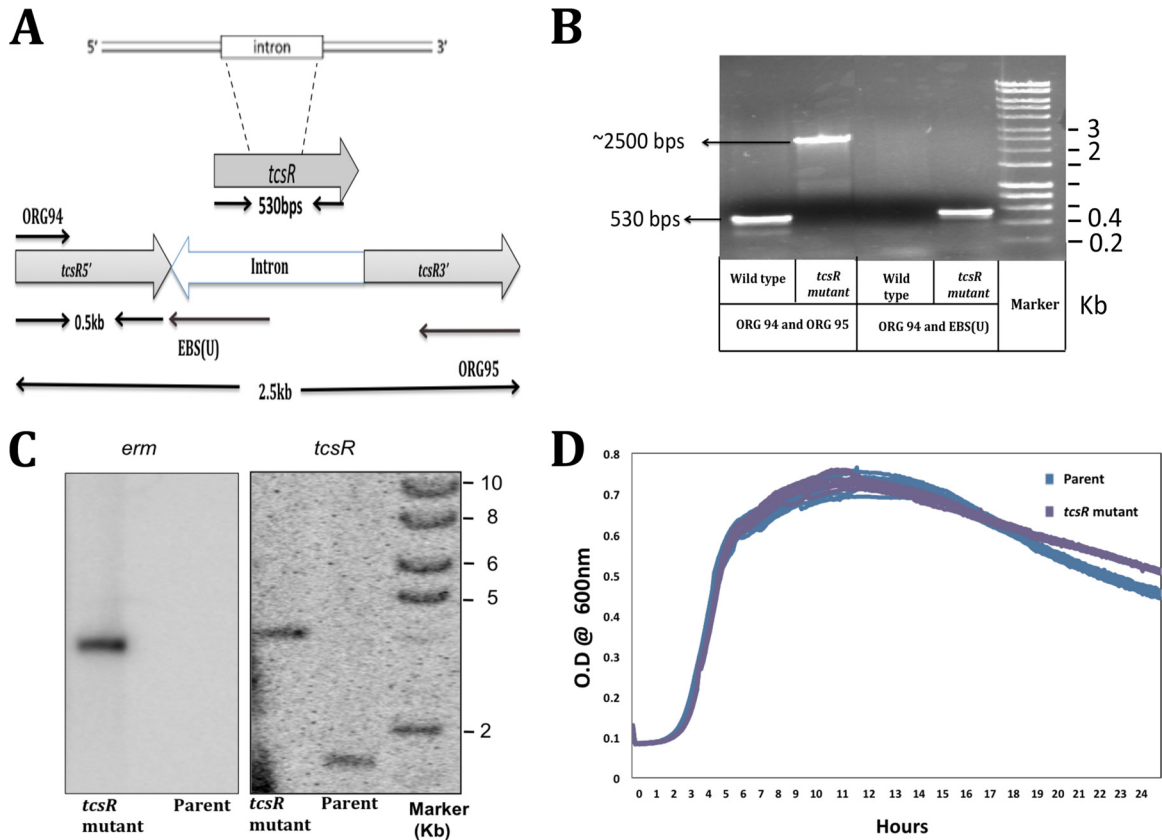 A
5' intron 3'
tcsR
530bps
ORG94
tcsR5' Intron tcsR3'
0.5kb
EBS(U)
ORG95
2.5kb
B
~2500 bps
530 bps
3
2
0.4
0.2
Wild type tcsR mutant Wild type tcsR mutant Marker Kb
ORG 94 and ORG 95 ORG 94 and EBS(U)
C
erm tcsR
10
8
6
5
2
tcsR mutant Parent tcsR mutant Parent Marker (Kb)
D
0.8
0.7
0.6
0.5
0.4
0.3
0.2
0.1
0
O.D @ 600nm
Parent
tcsR mutant
0 1 2 3 4 5 6 7 8 9 10 11 12 13 14 15 16 17 18 19 20 21 22 23 24
Hours